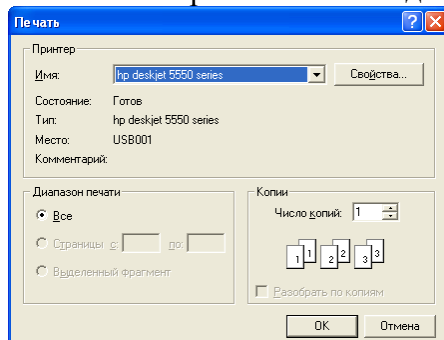 Печать
Принтер
Имя: hp deskjet 5550 series Свойства...
Состояние: Готов
Тип: hp deskjet 5550 series
Место: USB001
Комментарий:
Диапазон печати
Все
Страницы с: по:
Выделенный фрагмент
Копии
Число копий: 1
1 1 2 2 3 3
Разобрать по копиям
OK Отмена